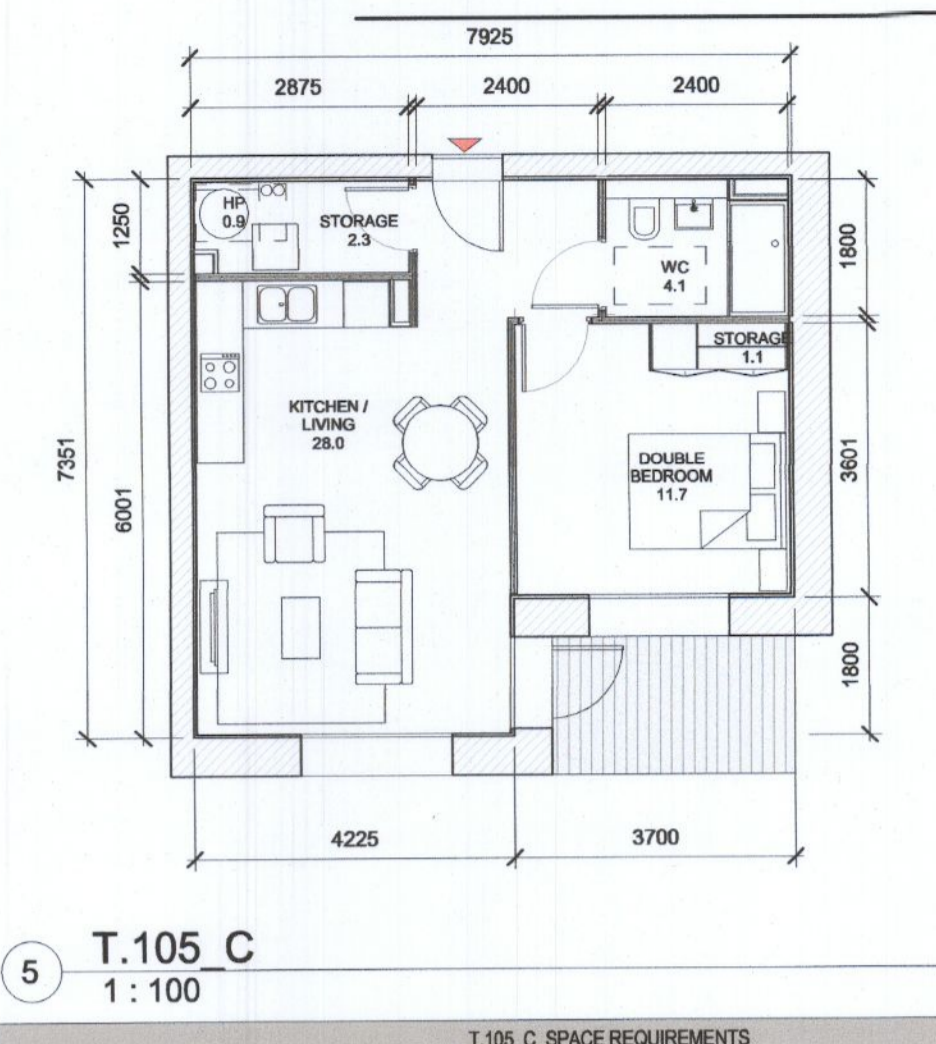 7925
2875
2400
2400
HP
0.9
STORAGE
2.3
1250
WC
4.1
1800
STORAGE
1.1
KITCHEN /
LIVING
28.0
7351
6001
DOUBLE
BEDROOM
11.7
3601
1800
4225
3700
5
T.105_C
1 : 100
T.105_C SPACE REQUIREMENTS